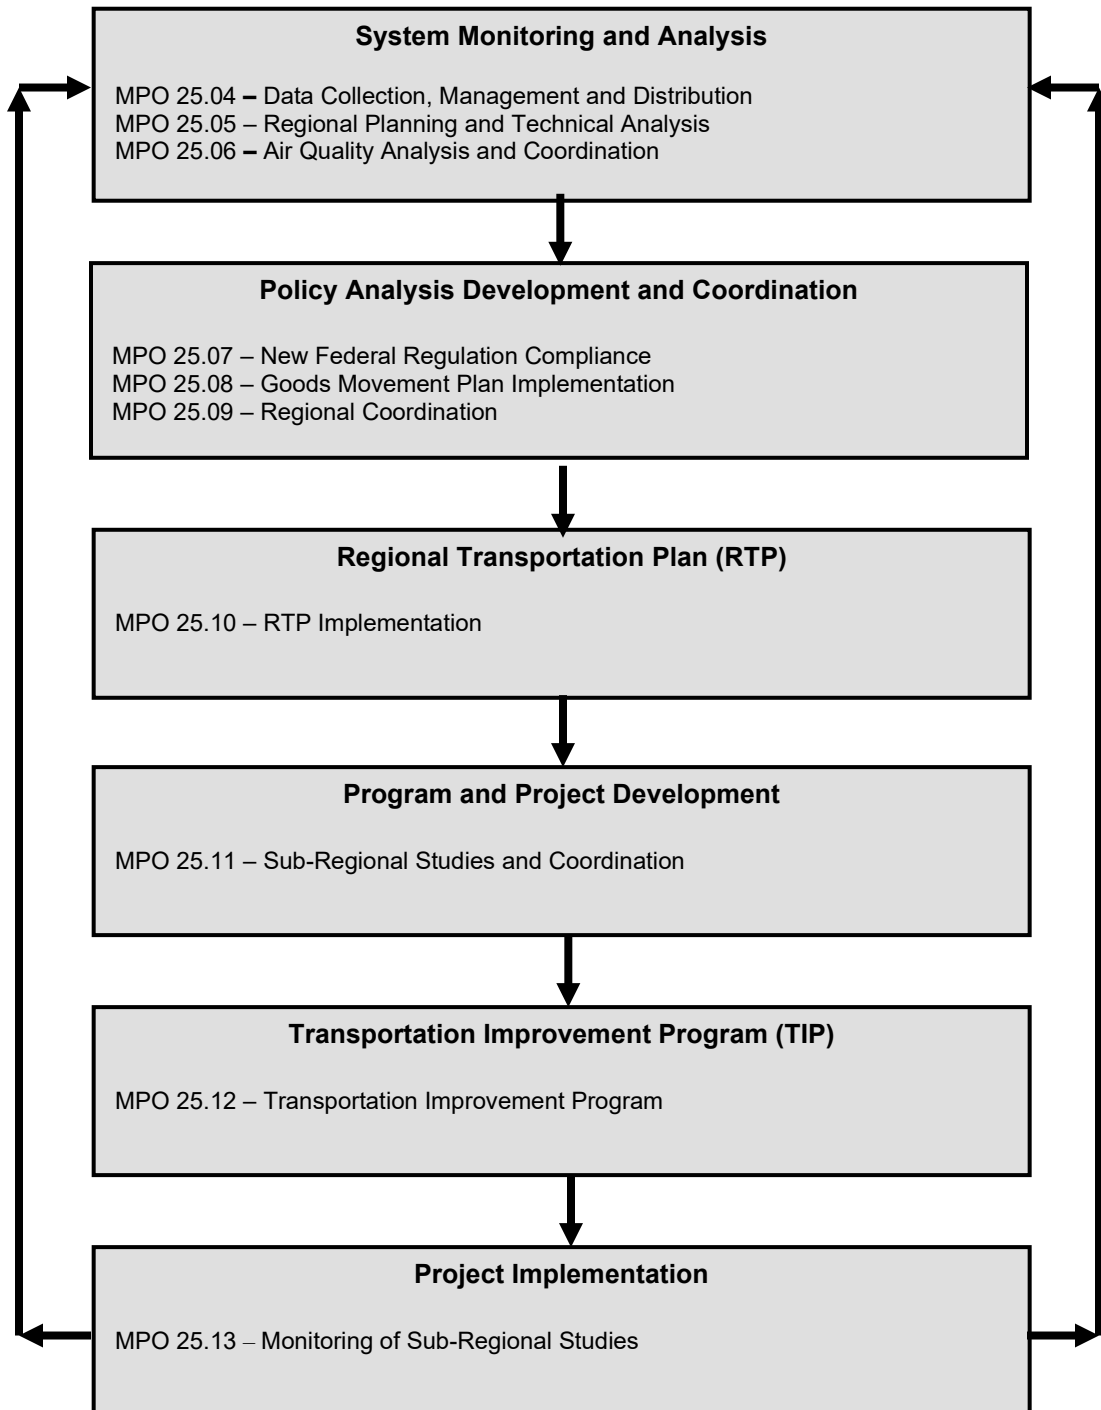 System Monitoring and Analysis
MPO 25.04 – Data Collection, Management and Distribution
MPO 25.05 – Regional Planning and Technical Analysis
MPO 25.06 – Air Quality Analysis and Coordination
Policy Analysis Development and Coordination
MPO 25.07 – New Federal Regulation Compliance
MPO 25.08 – Goods Movement Plan Implementation
MPO 25.09 – Regional Coordination
Regional Transportation Plan (RTP)
MPO 25.10 – RTP Implementation
Program and Project Development
MPO 25.11 – Sub-Regional Studies and Coordination
Transportation Improvement Program (TIP)
MPO 25.12 – Transportation Improvement Program
Project Implementation
MPO 25.13 – Monitoring of Sub-Regional Studies